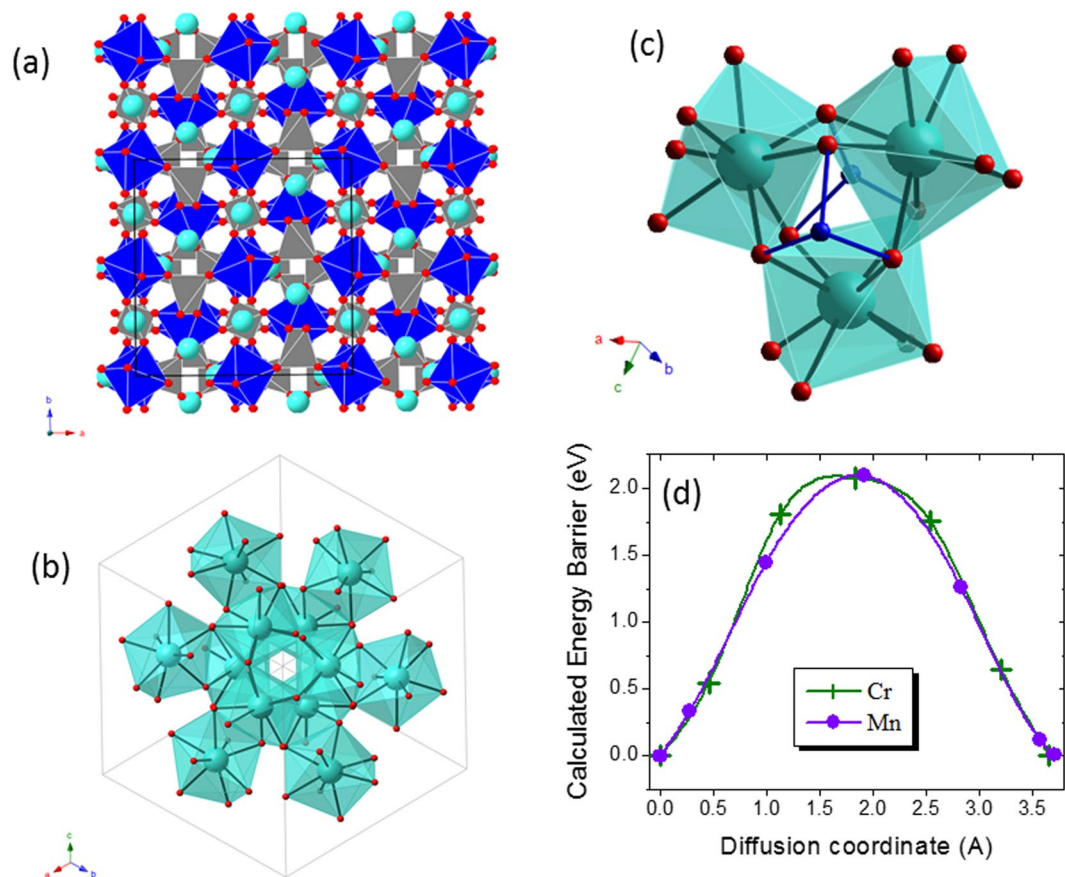 (a)
b
a
(b)
c
a
b
(c)
a
c
b
(d)
Calculated Energy Barrier (eV)
2.0
1.5
1.0
0.5
0.0
Cr
Mn
0.0 0.5 1.0 1.5 2.0 2.5 3.0 3.5
Diffusion coordinate (A)